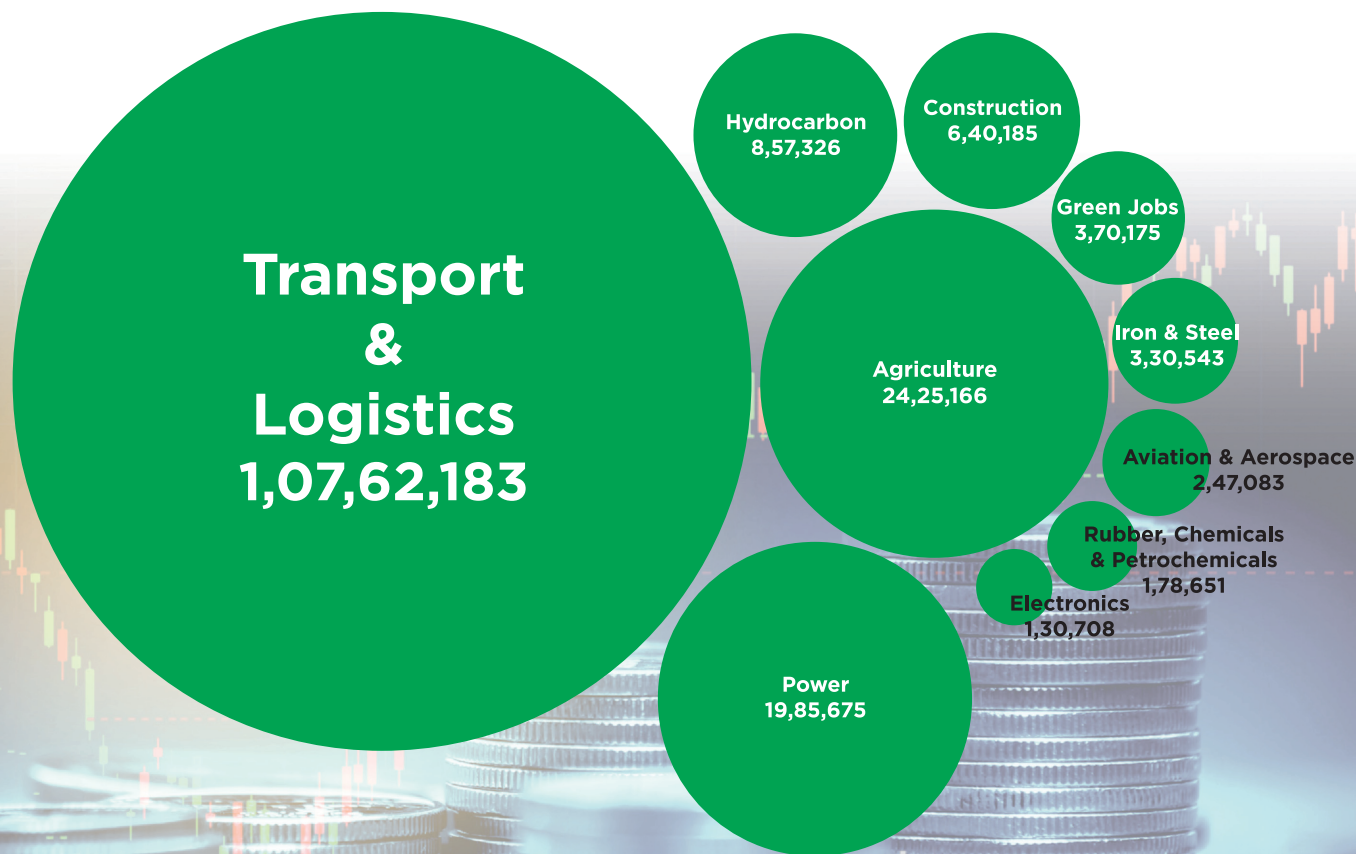 Transport
&
Logistics
1,07,62,183
Hydrocarbon
8,57,326
Construction
6,40,185
Green Jobs
3,70,175
Iron & Steel
3,30,543
Agriculture
24,25,166
Aviation & Aerospace
2,47,083
Rubber, Chemicals
& Petrochemicals
1,78,651
Electronics
1,30,708
Power
19,85,675